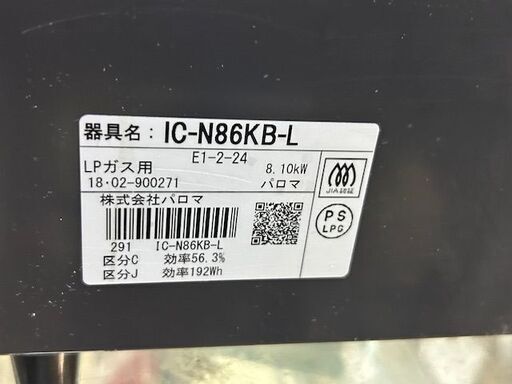 器具名：IC-N86KB-L
E1-2-24
LPガス用 8.10kW
18・02-900271 パロマ
JIA認証
株式会社パロマ
PS
LPG
291 IC-N86KB-L
区分C 効率56.3%
区分J 効率192Wh